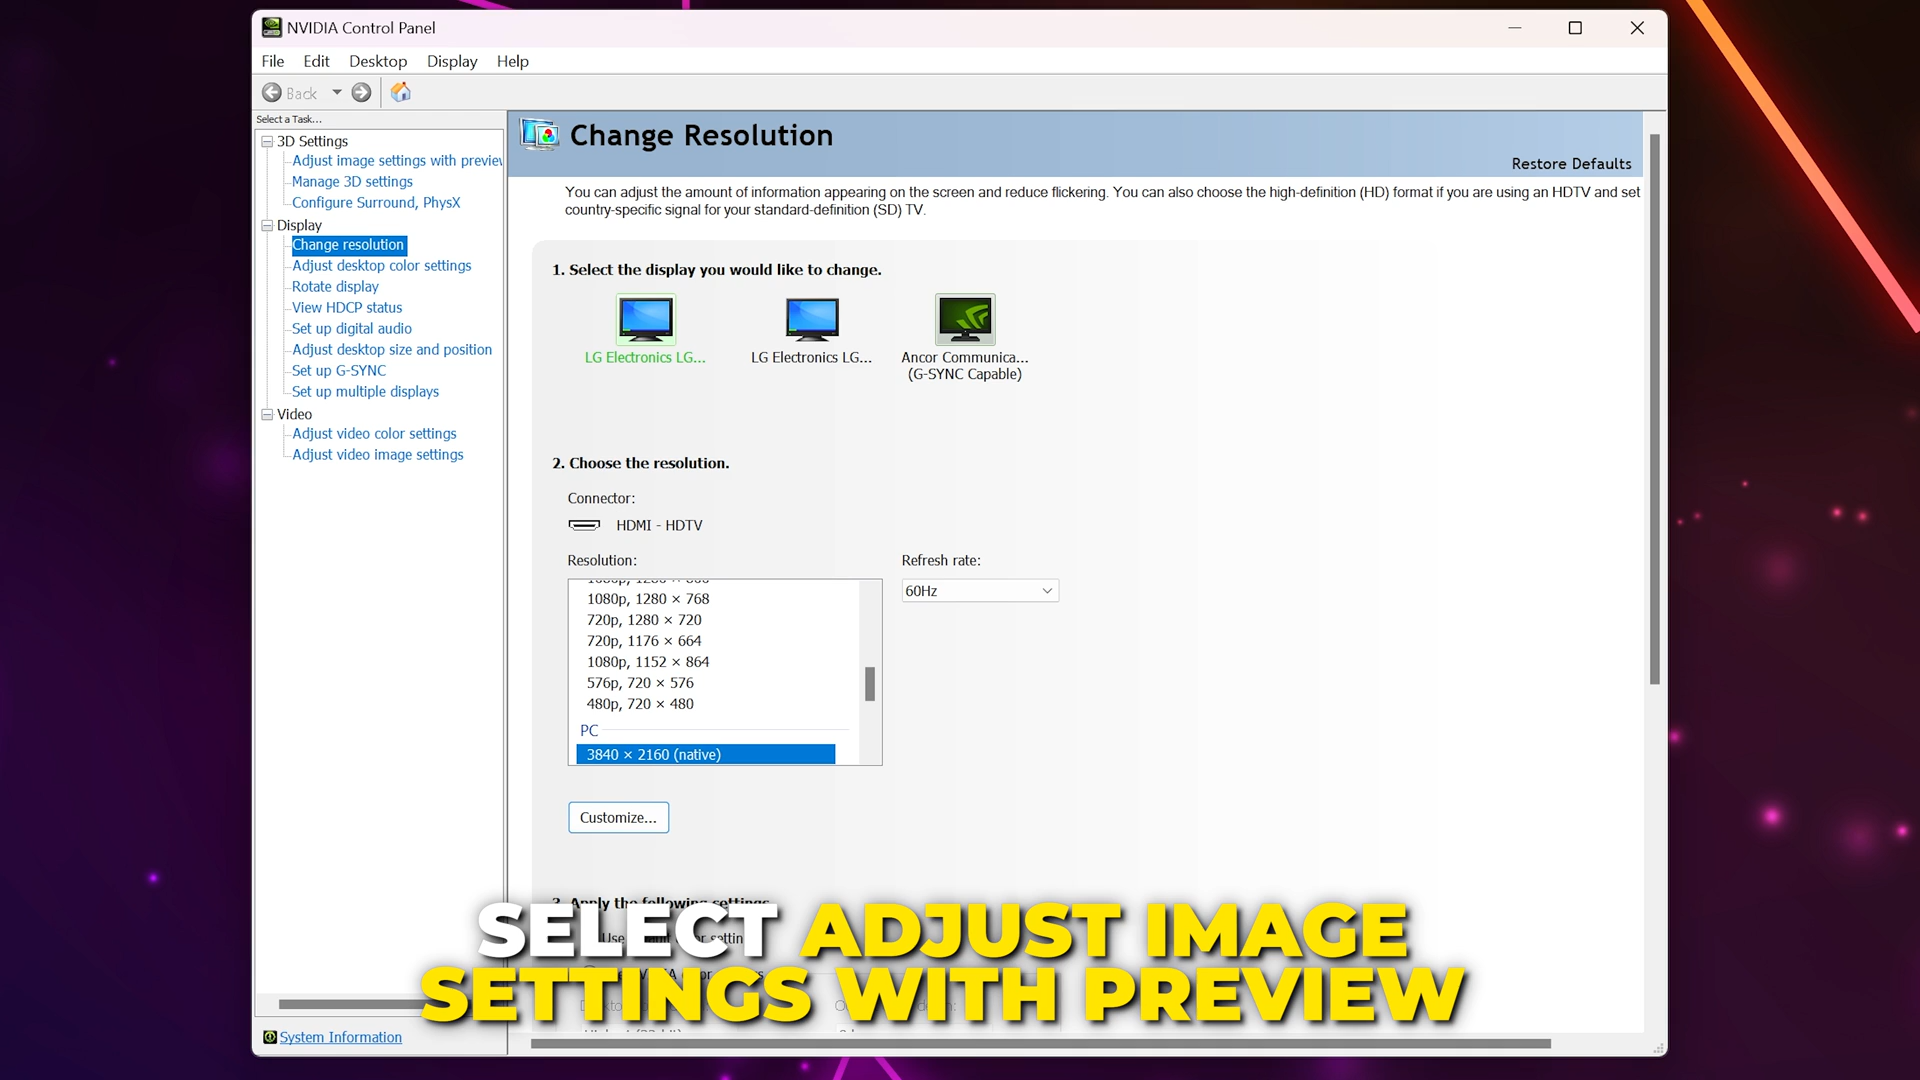 NVIDIA Control Panel
File Edit Desktop Display Help
Back
Select a Task...
3D Settings
Adjust image settings with preview
Manage 3D settings
Configure Surround, PhysX
Display
Change resolution
Adjust desktop color settings
Rotate display
View HDCP status
Set up digital audio
Adjust desktop size and position
Set up G-SYNC
Set up multiple displays
Video
Adjust video color settings
Adjust video image settings
System Information
Change Resolution
Restore Defaults
You can adjust the amount of information appearing on the screen and reduce flickering. You can also choose the high-definition (HD) format if you are using an HDTV and set
country-specific signal for your standard-definition (SD) TV.
1. Select the display you would like to change.
LG Electronics LG...
LG Electronics LG...
Ancor Communica...
(G-SYNC Capable)
2. Choose the resolution.
Connector:
HDMI - HDTV
Resolution:
Refresh rate:
60Hz
1080p, 1280 × 768
720p, 1280 × 720
720p, 1176 × 664
1080p, 1152 × 864
576p, 720 × 576
480p, 720 × 480
PC
3840 × 2160 (native)
Customize...
Apply the following settings
SELECT ADJUST IMAGE
SETTINGS WITH PREVIEW